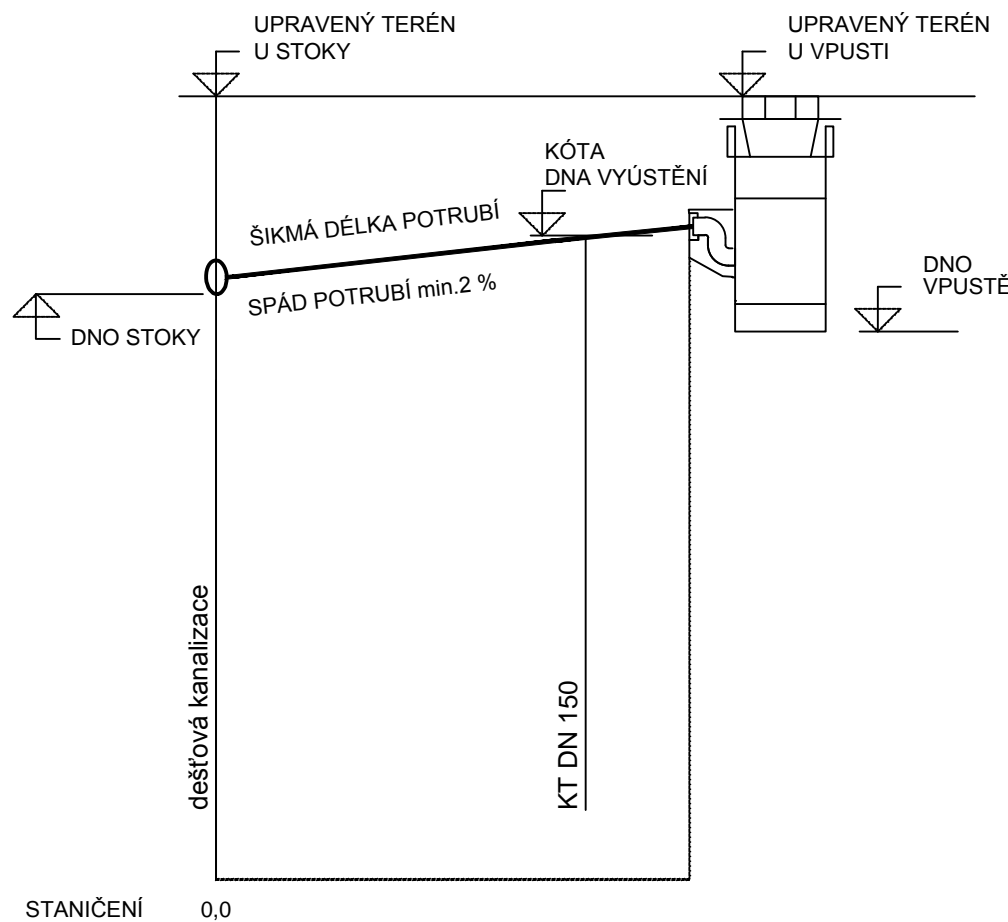 UPRAVENÝ TERÉN
U STOKY
UPRAVENÝ TERÉN
U VPUSTI
KÓTA
DNA VYÚSTĚNÍ
ŠIKMÁ DÉLKA POTRUBÍ
SPÁD POTRUBÍ min.2 %
DNO
VPUSTĚ
DNO STOKY
dešťová kanalizace
KT DN 150
STANIČENÍ 0,0